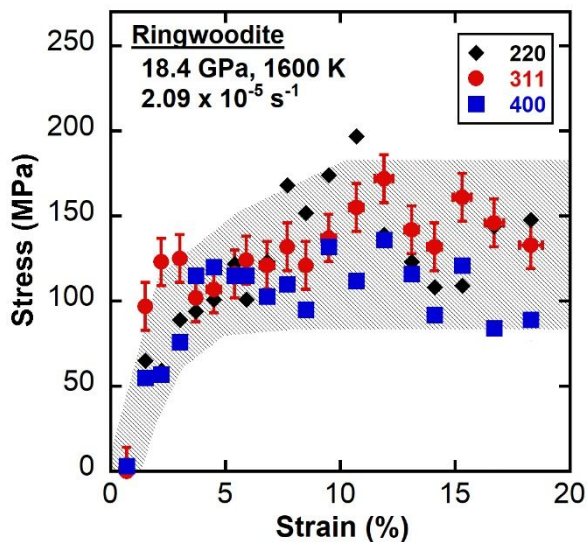 Ringwoodite
18.4 GPa, 1600 K
2.09 x 10⁻⁵ s⁻¹
220
311
400
250
200
150
100
50
0
Stress (MPa)
0 5 10 15 20
Strain (%)